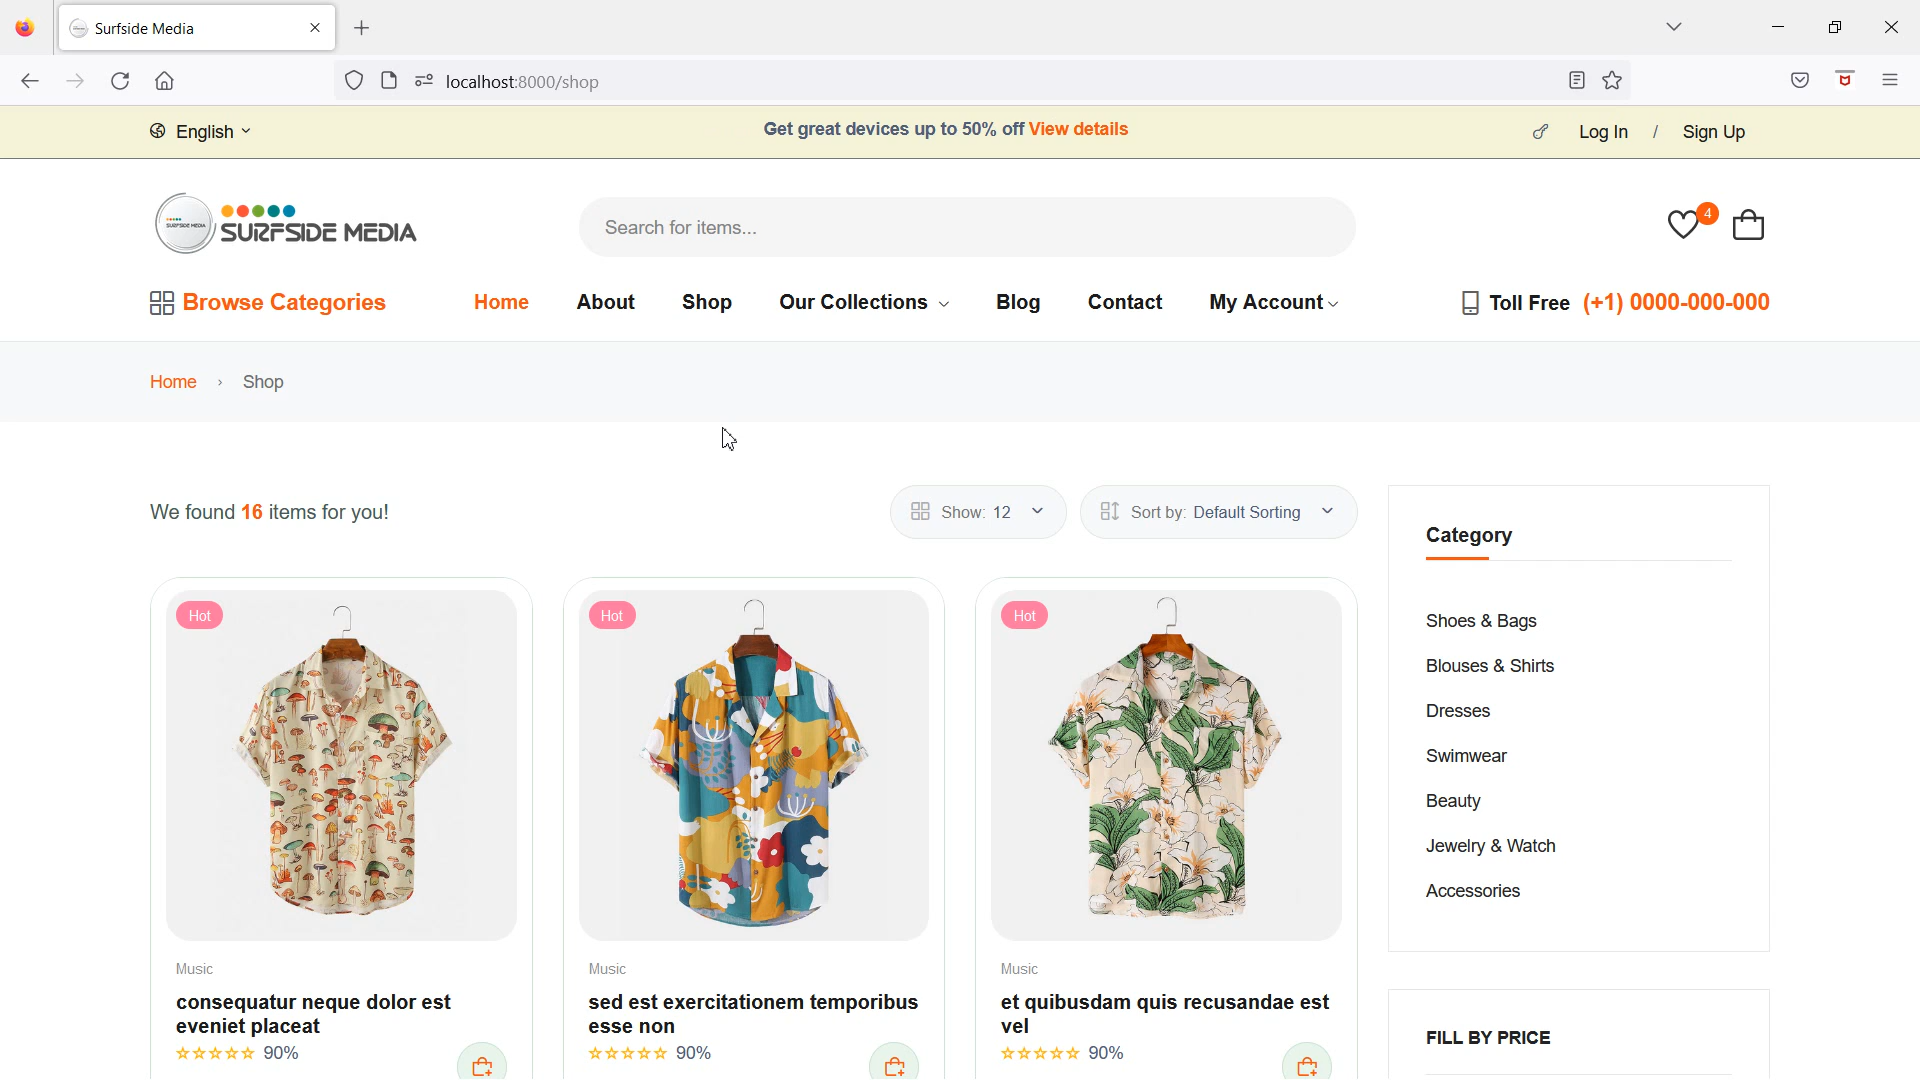 Surfside Media
localhost:8000/shop
English
Get great devices up to 50% off View details
Log In / Sign Up
SURFSIDE MEDIA
SURFSIDE MEDIA
Search for items...
4
Browse Categories
Home
About
Shop
Our Collections
Blog
Contact
My Account
Toll Free (+1) 0000-000-000
Home › Shop
We found 16 items for you!
Show: 12
Sort by: Default Sorting
Hot
Music
consequatur neque dolor est
eveniet placeat
90%
Hot
Music
sed est exercitationem temporibus
esse non
90%
Hot
Music
et quibusdam quis recusandae est
vel
90%
Category
Shoes & Bags
Blouses & Shirts
Dresses
Swimwear
Beauty
Jewelry & Watch
Accessories
FILL BY PRICE